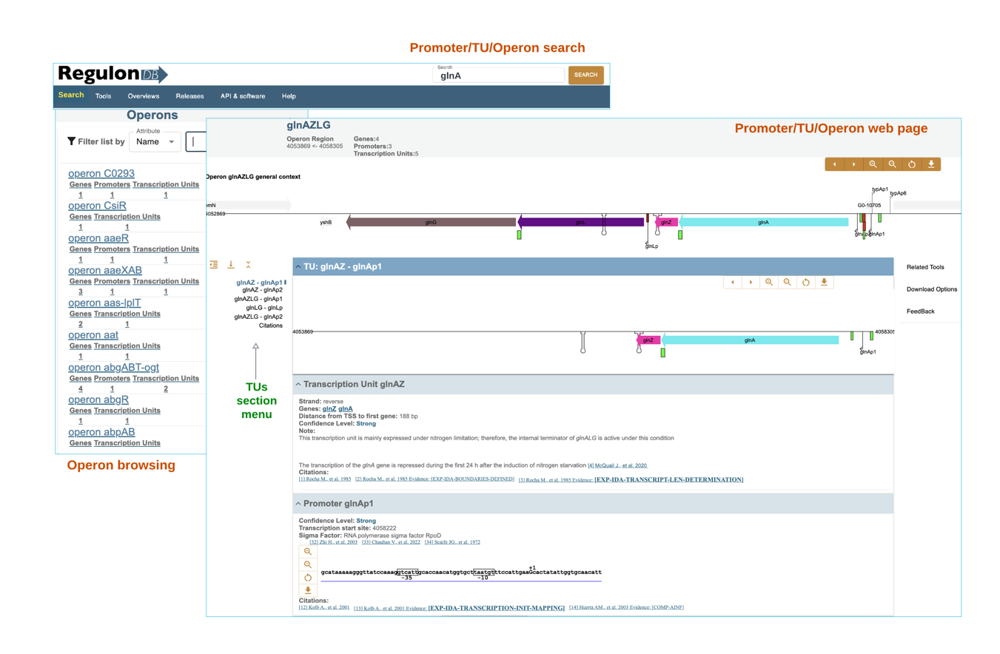 Promoter/TU/Operon search
RegulonDB
Search
glnA
SEARCH
Search Tools Overviews Releases API & software Help
Operons
Filter list by
Attribute
Name
operon C0293
Genes Promoters Transcription Units
1 1 1
operon CsiR
Genes Transcription Units
1 1
operon aaeR
Genes Promoters Transcription Units
1 1 1
operon aaeXAB
Genes Promoters Transcription Units
3 1 1
operon aas-lplT
Genes Transcription Units
2 1
operon aat
Genes Transcription Units
1 1
operon abgABT-ogt
Genes Promoters Transcription Units
4 1 2
operon abgR
Genes Transcription Units
1 1
operon abpAB
Genes Transcription Units
Operon browsing
Promoter/TU/Operon web page
glnAZLG
Operon Region
4053869 <- 4058305
Genes:4
Promoters:3
Transcription Units:5
Operon glnAZLG general context
typAp1
typAp6
emN
G0-10705
4052869
yshB
glnG
glnL
glnZ
glnA
glnAp1
glnLp
TU: glnAZ - glnAp1
glnAZ - glnAp1
glnAZ - glnAp2
glnAZLG - glnAp1
glnLG - glnLp
glnAZLG - glnAp2
Citations
TUs
section
menu
Related Tools
Download Options
FeedBack
4053869
4058305
glnZ
glnA
glnAp1
Transcription Unit glnAZ
Strand: reverse
Genes: glnZ glnA
Distance from TSS to first gene: 188 bp
Confidence Level: Strong
Note:
This transcription unit is mainly expressed under nitrogen limitation; therefore, the internal terminator of glnALG is active under this condition
The transcription of the glnA gene is repressed during the first 24 h after the induction of nitrogen starvation [4] McQuail J., et al. 2020
Citations:
[1] Rocha M., et al. 1985 [2] Rocha M., et al. 1985 Evidence: [EXP-IDA-BOUNDARIES-DEFINED] [3] Rocha M., et al. 1985 Evidence: [EXP-IDA-TRANSCRIPT-LEN-DETERMINATION]
Promoter glnAp1
Confidence Level: Strong
Transcription start site: 4058222
Sigma Factor: RNA polymerase sigma factor RpoD
[32] Zhi H., et al. 2003 [33] Chauhan V., et al. 2022 [34] Scaife JG., et al. 1972
+1
gcataaaaagggttatccaaaggtcattgcaccaacatggtgcttaatgtttccattgaaGcactatattggtgcaacatt
-35 -10
Citations:
[12] Kolb A., et al. 2001 [13] Kolb A., et al. 2001 Evidence: [EXP-IDA-TRANSCRIPTION-INIT-MAPPING] [14] Huerta AM., et al. 2003 Evidence: [COMP-AINF]